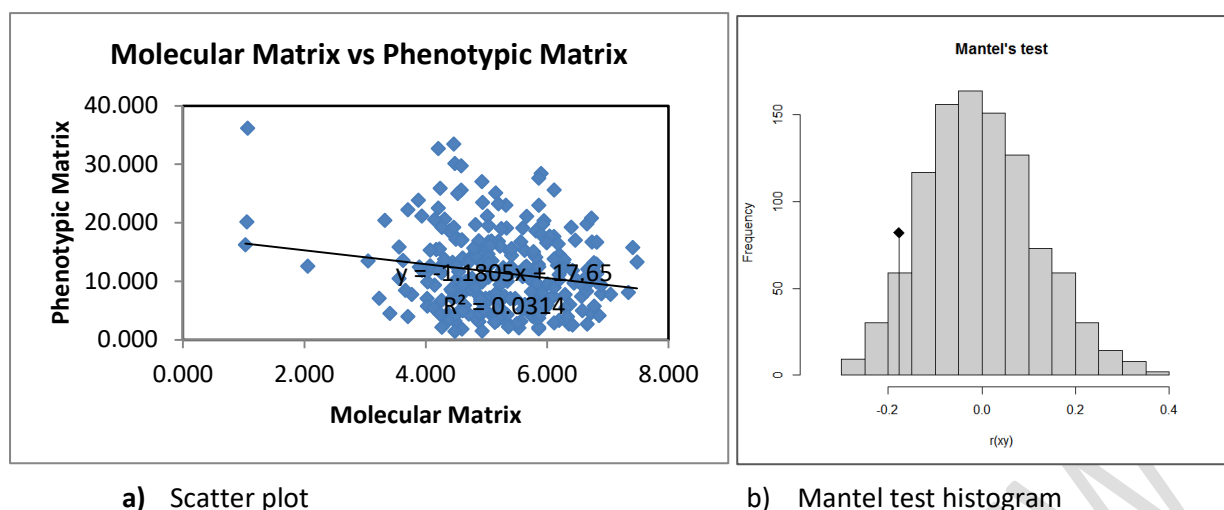 Molecular Matrix vs Phenotypic Matrix
Phenotypic Matrix
40.000
30.000
20.000
10.000
0.000
y = -1.1805x + 17.65
R² = 0.0314
0.000 2.000 4.000 6.000 8.000
Molecular Matrix
a) Scatter plot
Mantel's test
Frequency
150
100
50
0
-0.2 0.0 0.2 0.4
r(xy)
b) Mantel test histogram